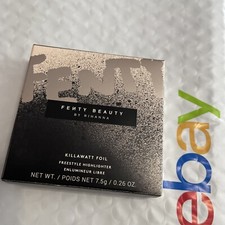 FENTY
FENTY BEAUTY
BY RIHANNA
KILLAWATT FOIL
FREESTYLE HIGHLIGHTER
ENLUMINEUR LIBRE
NET WT. / POIDS NET 7.5g / 0.26 OZ.
ebay